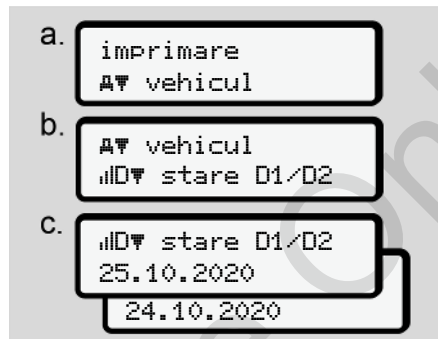 a.
imprimare
vehicul
b.
vehicul
D stare D1/D2
c.
D stare D1/D2
25.10.2020
24.10.2020